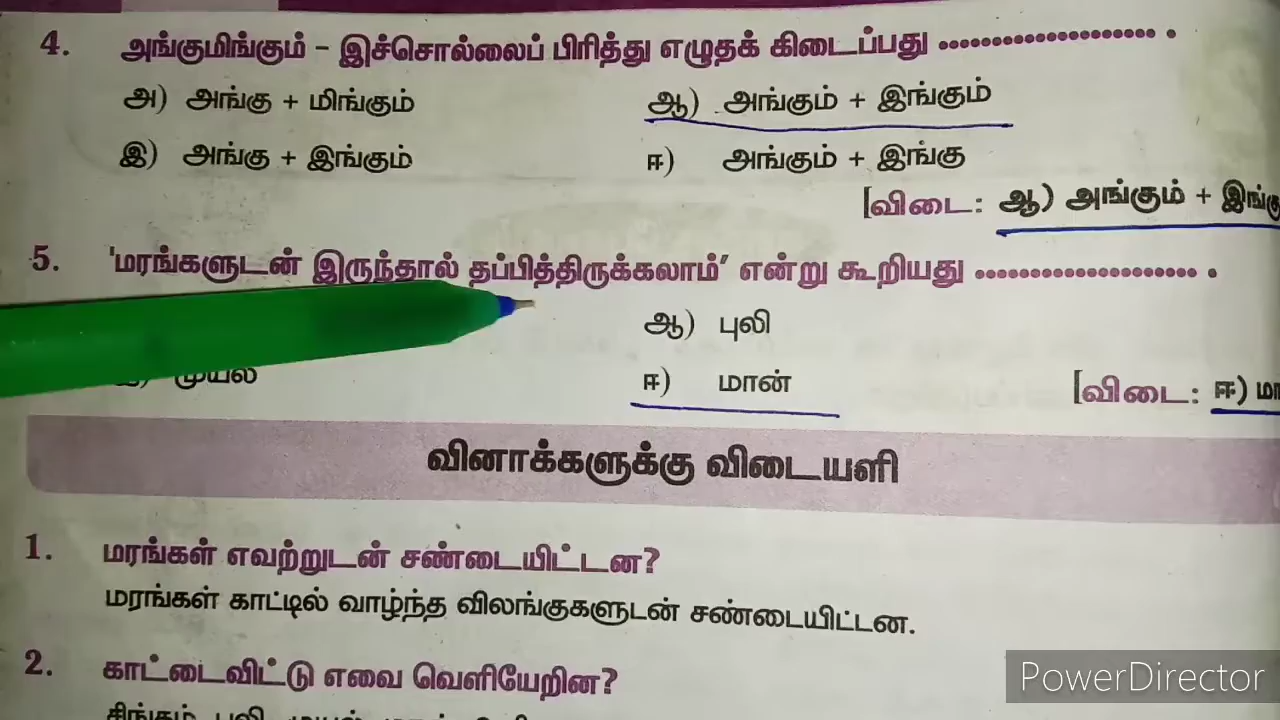 4. அங்குமிங்கும் – இச்சொல்லைப் பிரித்து எழுதக் கிடைப்பது ..................... .
அ) அங்கு + மிங்கும் ஆ) அங்கும் + இங்கும்
இ) அங்கு + இங்கும் ஈ) அங்கும் + இங்கு
[விடை: ஆ) அங்கும் + இங்கு
5. 'மரங்களுடன் இருந்தால் தப்பித்திருக்கலாம்' என்று கூறியது ..................... .
ஆ) புலி
முயல் ஈ) மான் [விடை: ஈ) மா
வினாக்களுக்கு விடையளி
1. மரங்கள் எவற்றுடன் சண்டையிட்டன?
மரங்கள் காட்டில் வாழ்ந்த விலங்குகளுடன் சண்டையிட்டன.
2. காட்டைவிட்டு எவை வெளியேறின?
PowerDirector